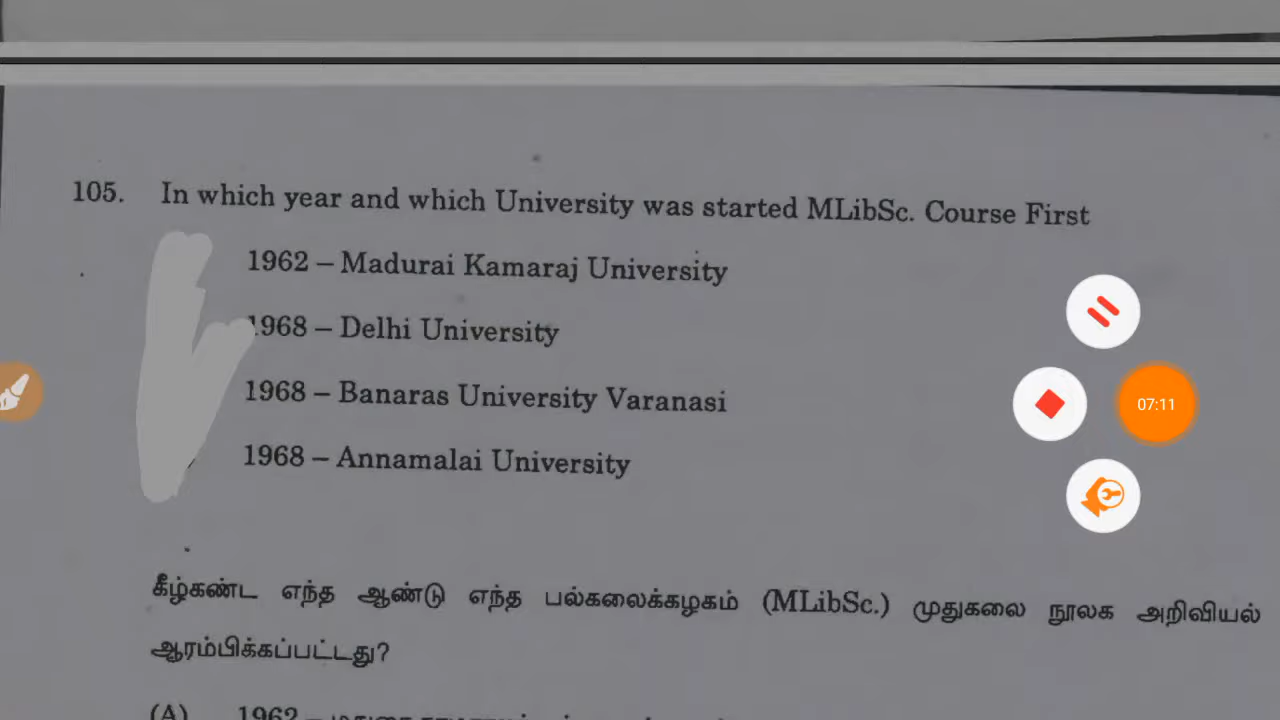 105. In which year and which University was started MLibSc. Course First
1962 – Madurai Kamaraj University
1968 – Delhi University
1968 – Banaras University Varanasi
1968 – Annamalai University
07:11
கீழ்கண்ட எந்த ஆண்டு எந்த பல்கலைக்கழகம் (MLibSc.) முதுகலை நூலக அறிவியல்
ஆரம்பிக்கப்பட்டது?
(A) 1962 –